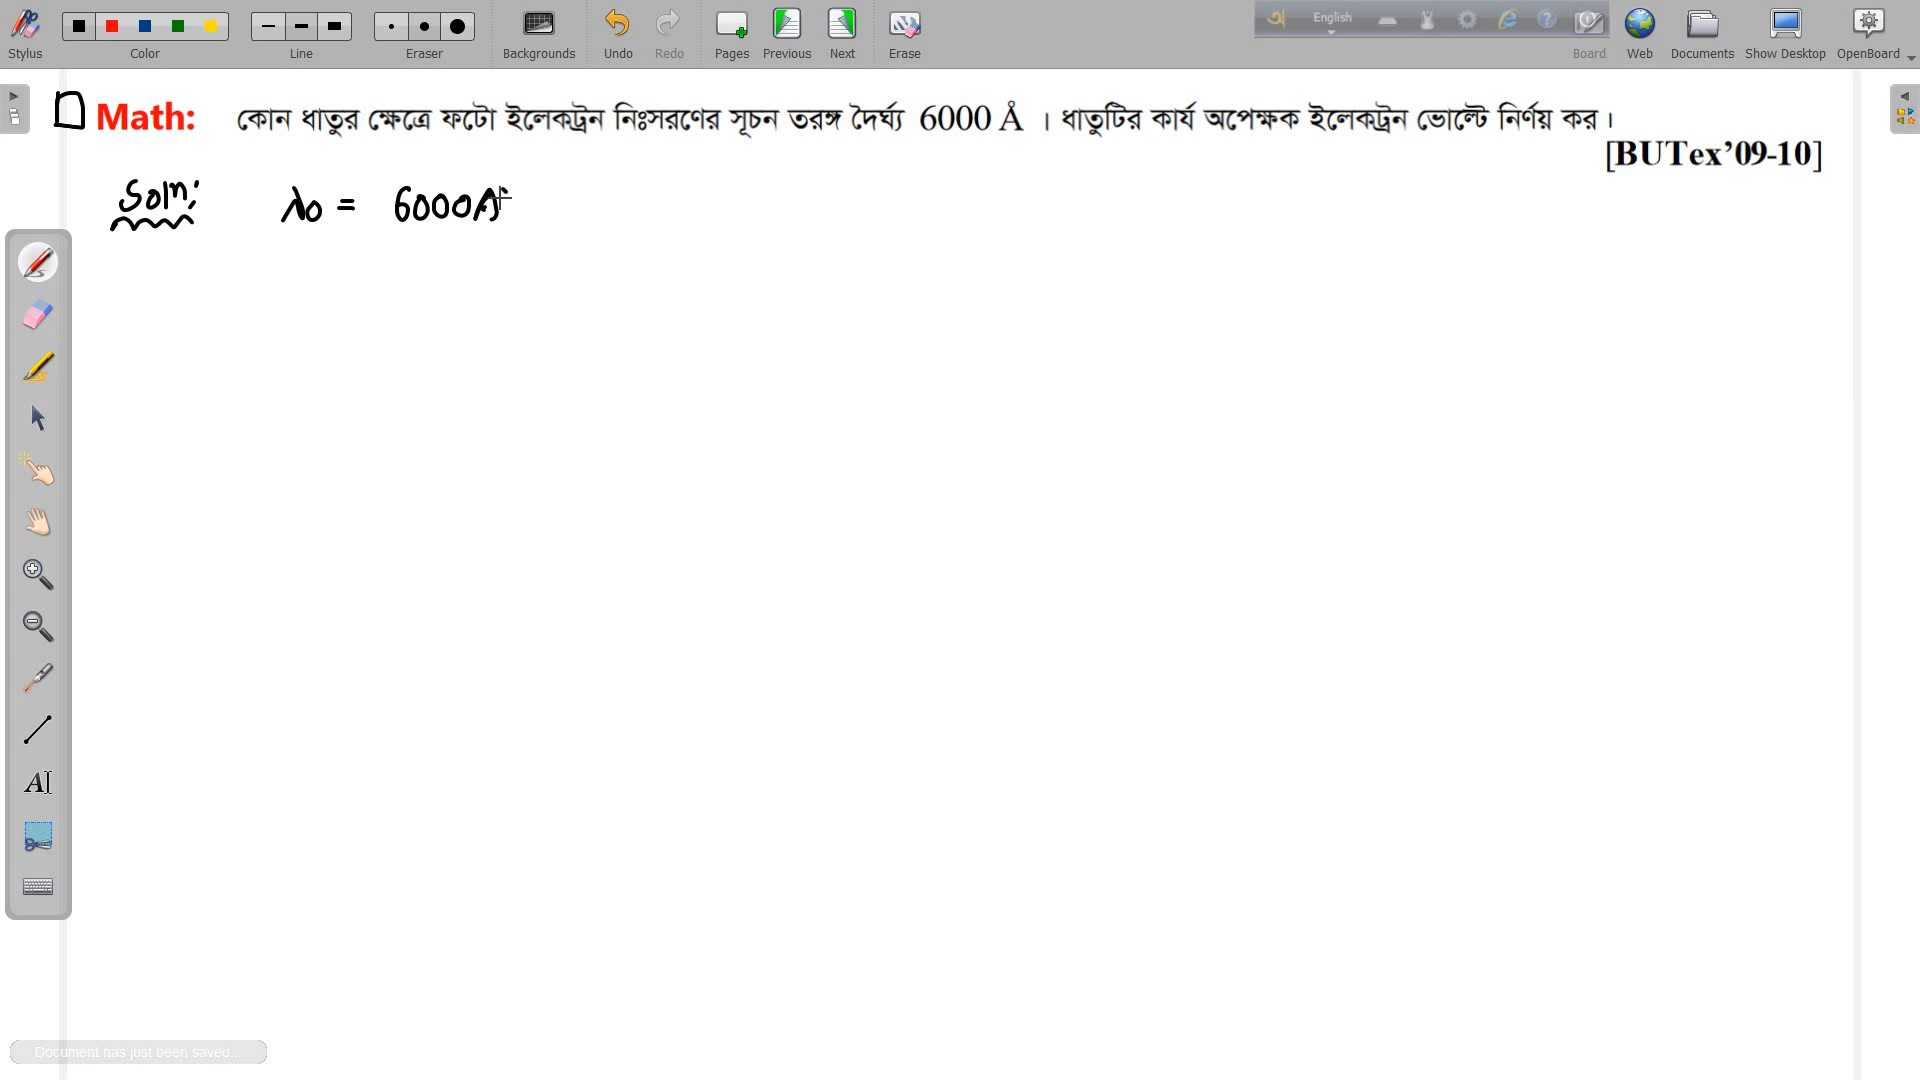 Stylus Color Line Eraser Backgrounds Undo Redo Pages Previous Next Erase English Board Web Documents Show Desktop OpenBoard
Math: কোন ধাতুর ক্ষেত্রে ফটো ইলেকট্রন নিঃসরণের সূচন তরঙ্গ দৈর্ঘ্য 6000 Å । ধাতুটির কার্য অপেক্ষক ইলেকট্রন ভোল্টে নির্ণয় কর।
[BUTex’09-10]
Soln: λ0 = 6000A°
Document has just been saved...